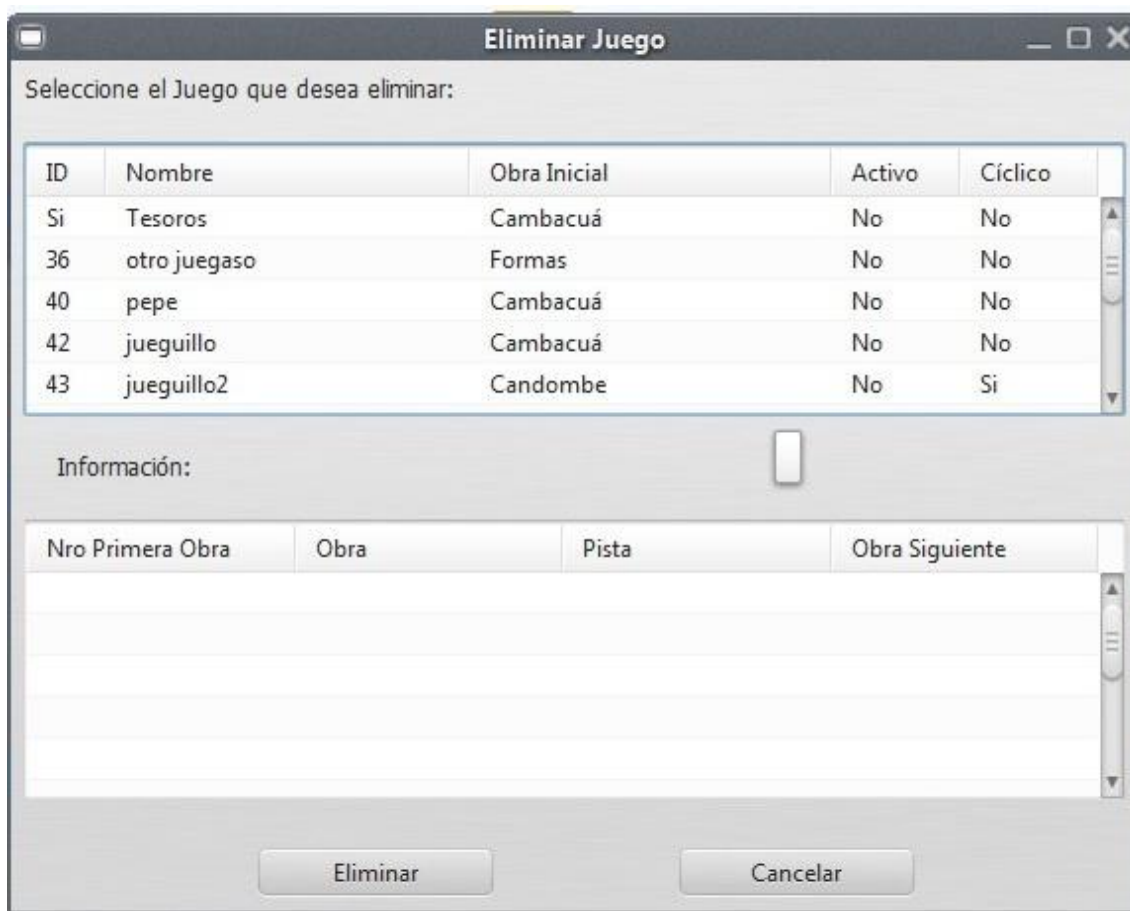 Eliminar Juego
Seleccione el Juego que desea eliminar:
ID Nombre Obra Inicial Activo Cíclico
Si Tesoros Cambacuá No No
36 otro juegaso Formas No No
40 pepe Cambacuá No No
42 jueguillo Cambacuá No No
43 jueguillo2 Candombe No Si
Información:
Nro Primera Obra Obra Pista Obra Siguiente
Eliminar Cancelar